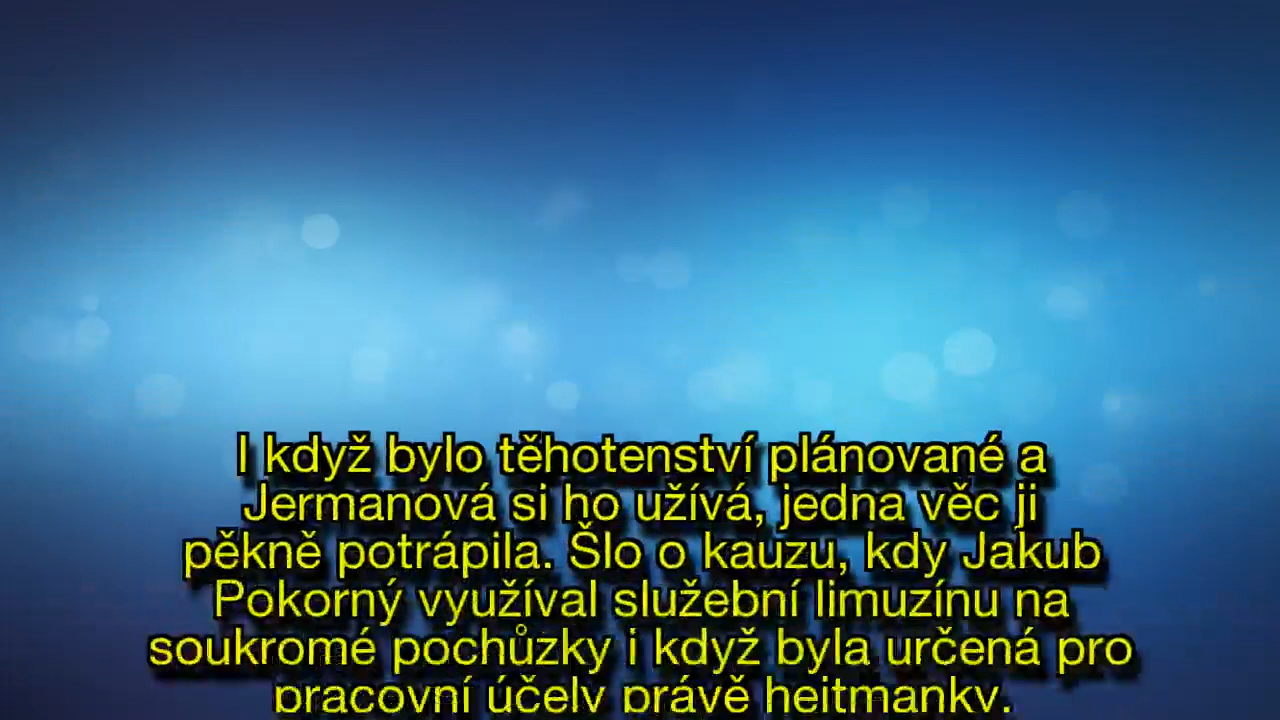 I když bylo těhotenství plánované a
Jermanová si ho užívá, jedna věc ji
pěkně potrápila. Šlo o kauzu, kdy Jakub
Pokorný využíval služební limuzínu na
soukromé pochůzky i když byla určená pro
pracovní účely právě hejtmanky.